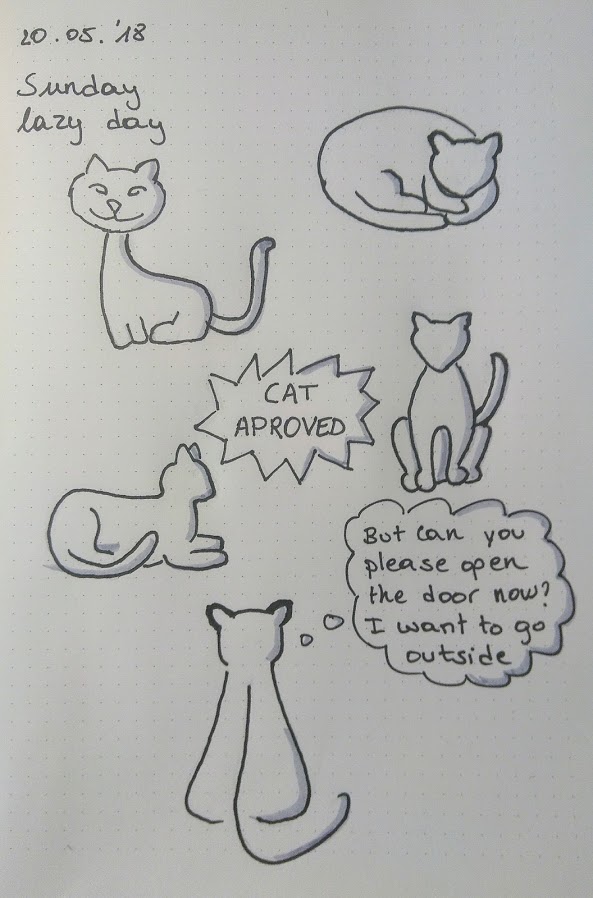 20.05.'18
Sunday
lazy day
CAT
APROVED
But can you
please open
the door now?
I want to go
outside